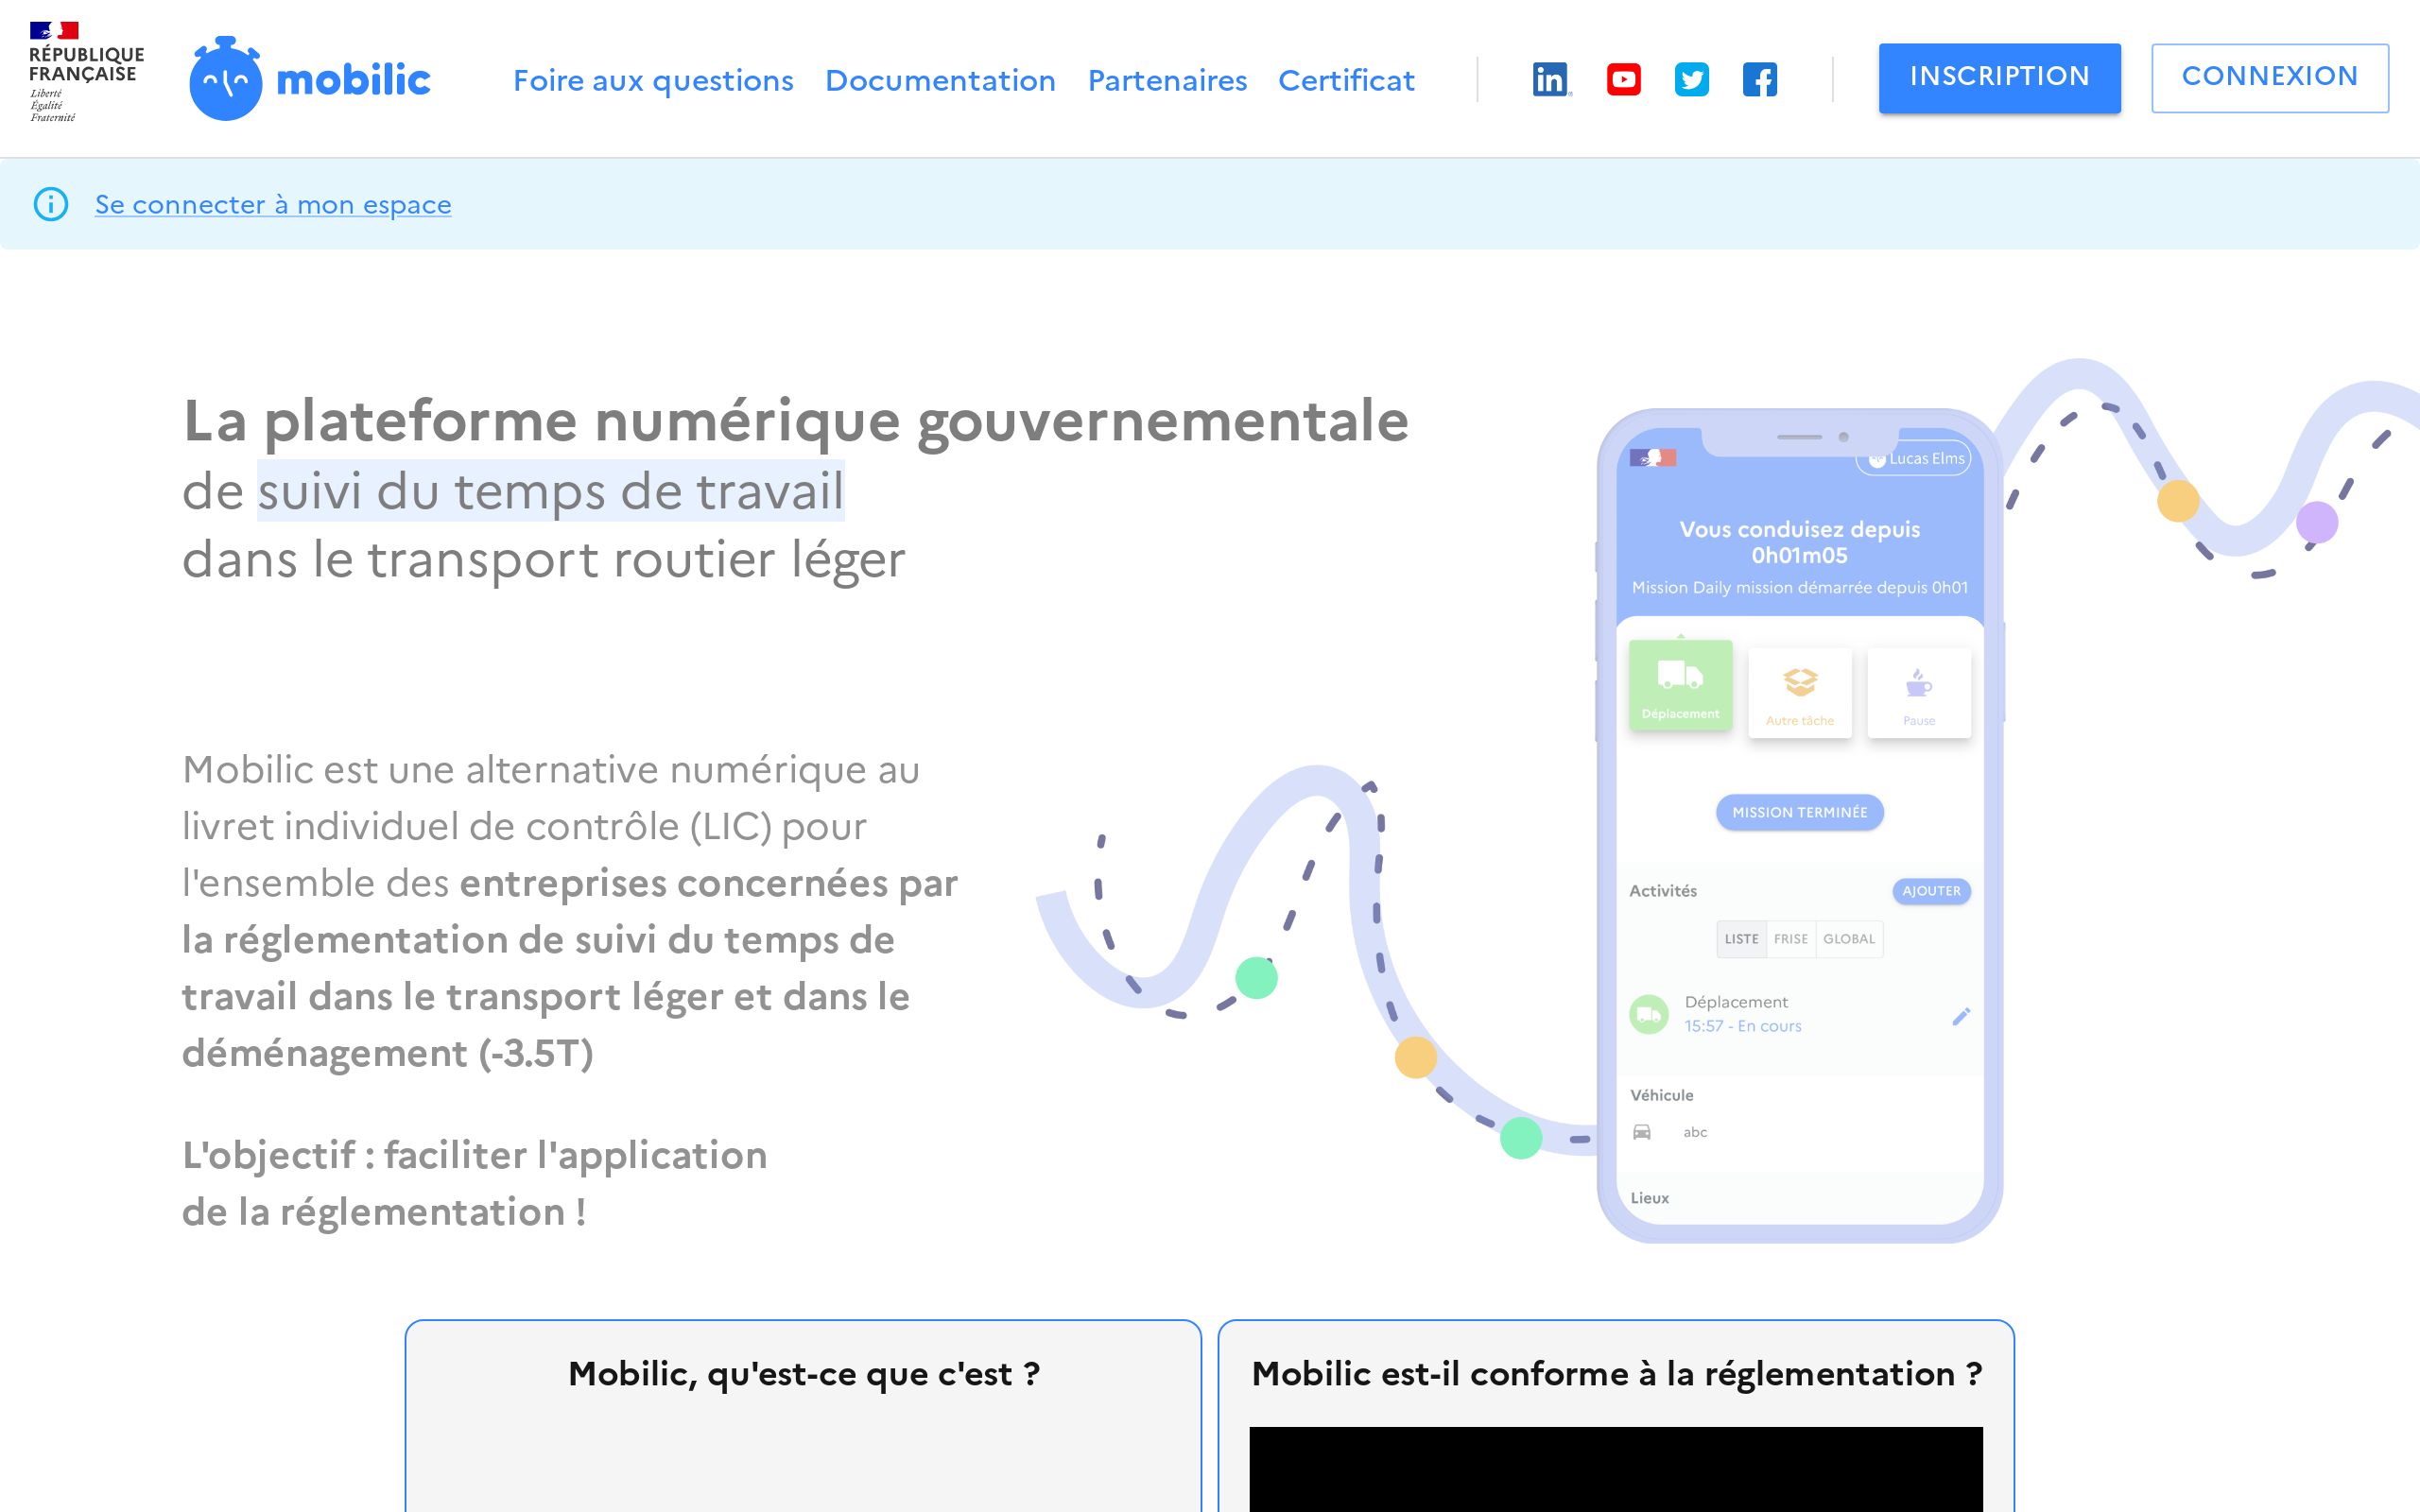 RÉPUBLIQUE
FRANÇAISE
Liberté
Égalité
Fraternité
mobilic
Foire aux questions
Documentation
Partenaires
Certificat
INSCRIPTION
CONNEXION
Se connecter à mon espace
La plateforme numérique gouvernementale
de suivi du temps de travail
dans le transport routier léger
Mobilic est une alternative numérique au
livret individuel de contrôle (LIC) pour
l'ensemble des entreprises concernées par
la réglementation de suivi du temps de
travail dans le transport léger et dans le
déménagement (-3.5T)
L'objectif : faciliter l'application
de la réglementation !
Lucas Elms
Vous conduisez depuis
0h01m05
Mission Daily mission démarrée depuis 0h01
Déplacement
Autre tâche
Pause
MISSION TERMINÉE
Activités
AJOUTER
LISTE
FRISE
GLOBAL
Déplacement
15:57 - En cours
Véhicule
abc
Lieux
Mobilic, qu'est-ce que c'est ?
Mobilic est-il conforme à la réglementation ?